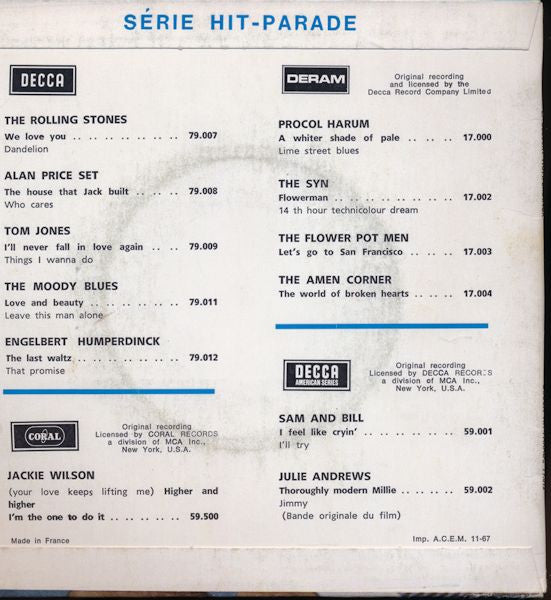 SÉRIE HIT-PARADE
DECCA
THE ROLLING STONES
We love you .. .. .. .. .. .. .. .. 79.007
Dandelion
ALAN PRICE SET
The house that Jack built .. .. .. 79.008
Who cares
TOM JONES
I'll never fall in love again .. .. .. 79.009
Things I wanna do
THE MOODY BLUES
Love and beauty .. .. .. .. .. .. 79.011
Leave this man alone
ENGELBERT HUMPERDINCK
The last waltz .. .. .. .. .. .. .. 79.012
That promise
CORAL
Original recording
Licensed by CORAL RECORDS
a division of MCA Inc.,
New York, U.S.A.
JACKIE WILSON
(your love keeps lifting me) Higher and
higher
I'm the one to do it .. .. .. .. .. 59.500
Made in France
DERAM
Original recording
and licensed by the
Decca Record Company Limited
PROCOL HARUM
A whiter shade of pale .. .. .. 17.000
Lime street blues
THE SYN
Flowerman .. .. .. .. .. .. .. .. 17.002
14 th hour technicolour dream
THE FLOWER POT MEN
Let's go to San Francisco .. .. .. 17.003
THE AMEN CORNER
The world of broken hearts .. .. .. 17.004
DECCA
AMERICAN SERIES
Original recording
Licensed by DECCA RECORDS
a division of MCA Inc.,
New York, U.S.A.
SAM AND BILL
I feel like cryin' .. .. .. .. .. .. .. 59.001
I'll try
JULIE ANDREWS
Thoroughly modern Millie .. .. .. .. 59.002
Jimmy
(Bande originale du film)
Imp. A.C.E.M. 11-67